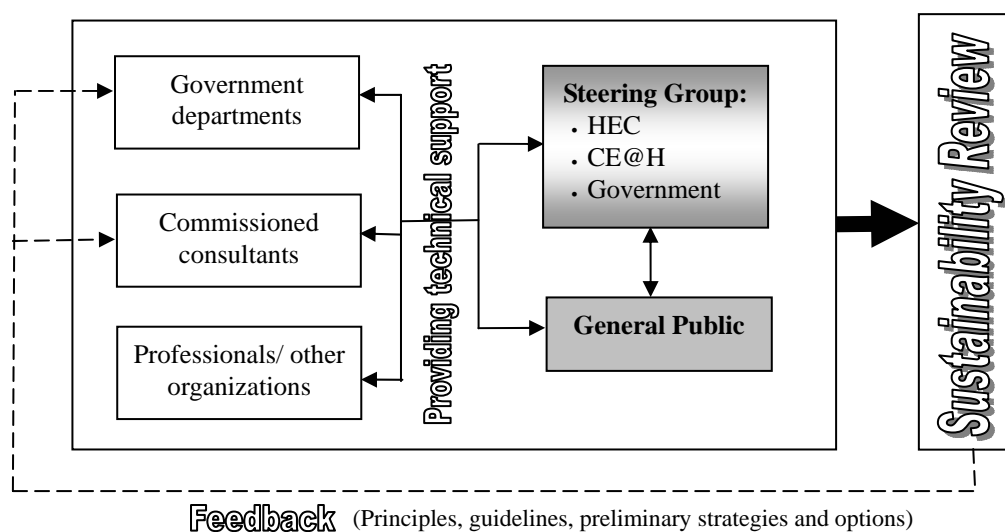 Government
departments
Commissioned
consultants
Professionals/ other
organizations
Providing technical support
Steering Group:
• HEC
• CE@H
• Government
General Public
Sustainability Review
Feedback (Principles, guidelines, preliminary strategies and options)